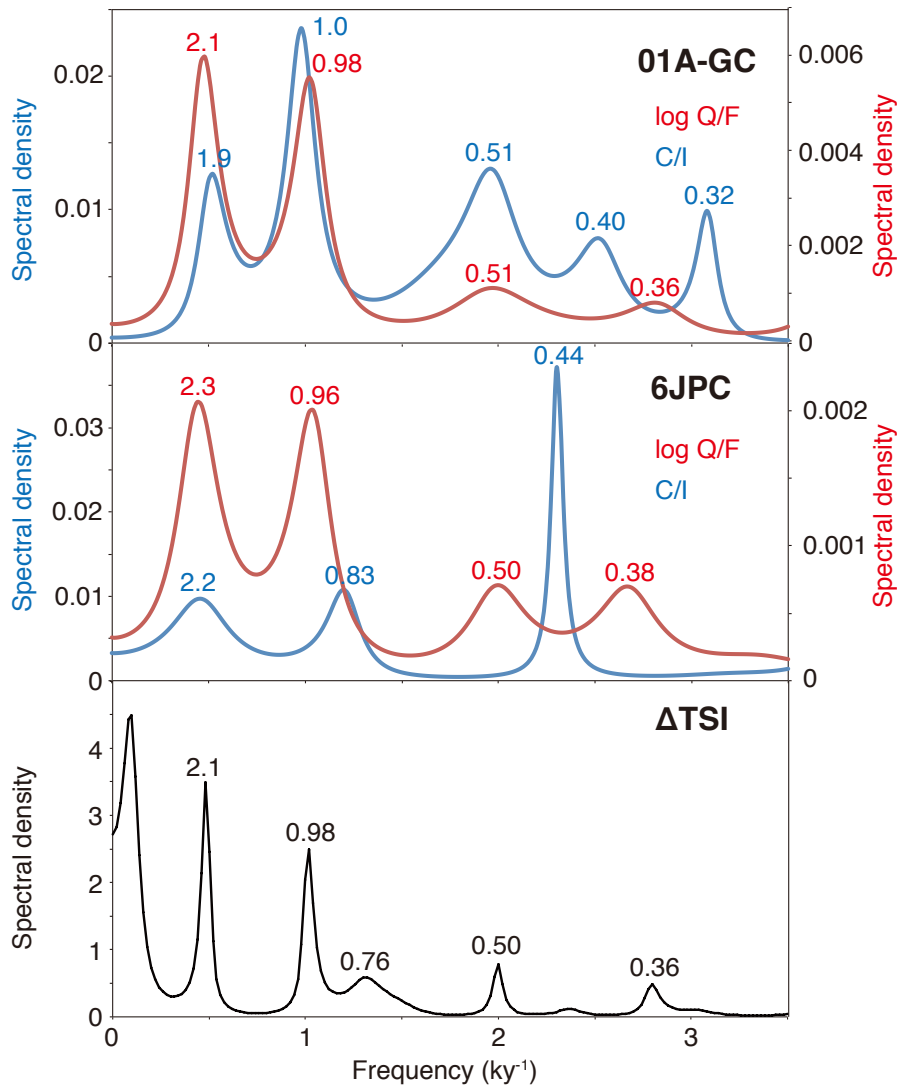 01A-GC
log Q/F
C/I
2.1
1.9
1.0
0.98
0.51
0.51
0.40
0.36
0.32
Spectral density
0.02
0.01
0
0.006
0.004
0.002
0
Spectral density
6JPC
log Q/F
C/I
2.3
2.2
0.96
0.83
0.50
0.44
0.38
Spectral density
0.03
0.02
0.01
0
0.002
0.001
0
Spectral density
ΔTSI
2.1
0.98
0.76
0.50
0.36
Spectral density
4
3
2
1
0
0 1 2 3
Frequency (ky⁻¹)